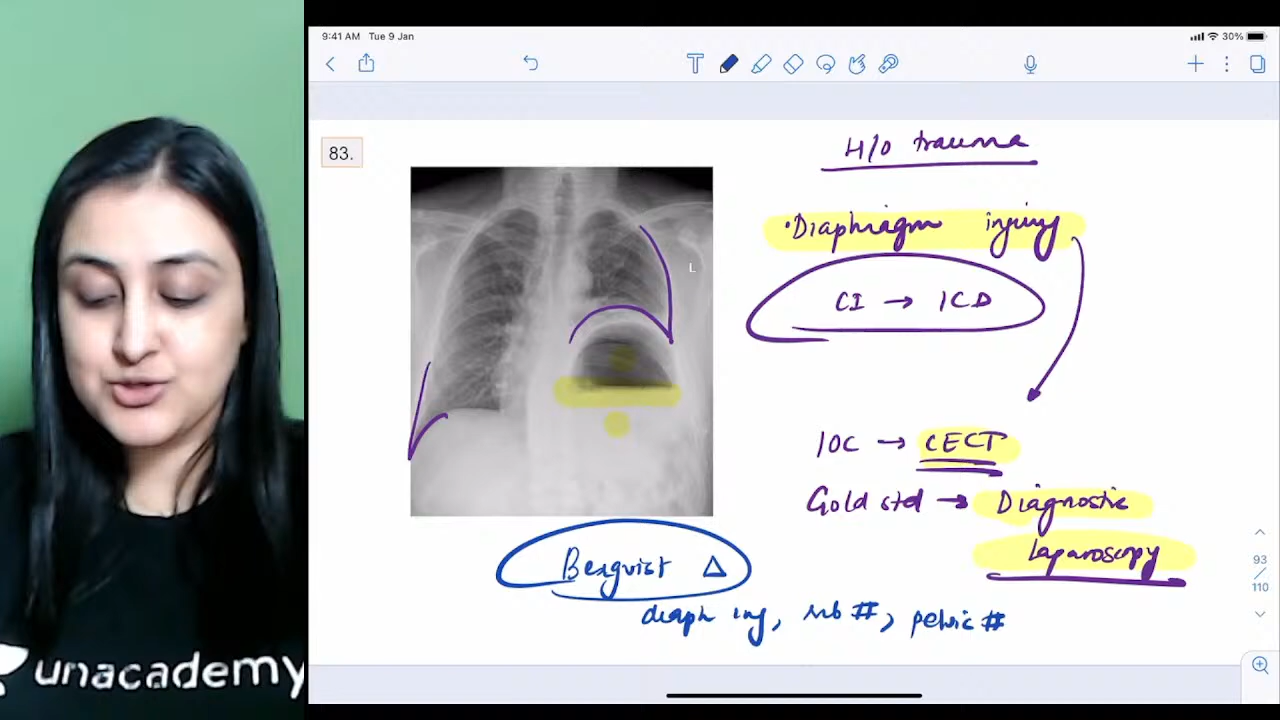 9:41 AM Tue 9 Jan
30%
T
83.
H/o trauma
L
•Diaphragm injury
CI → ICD
IOC → CECT
Gold std → Diagnostic
Laparoscopy
Bergvist Δ
diaph inj, rib #, pelvic #
93
110
unacademy